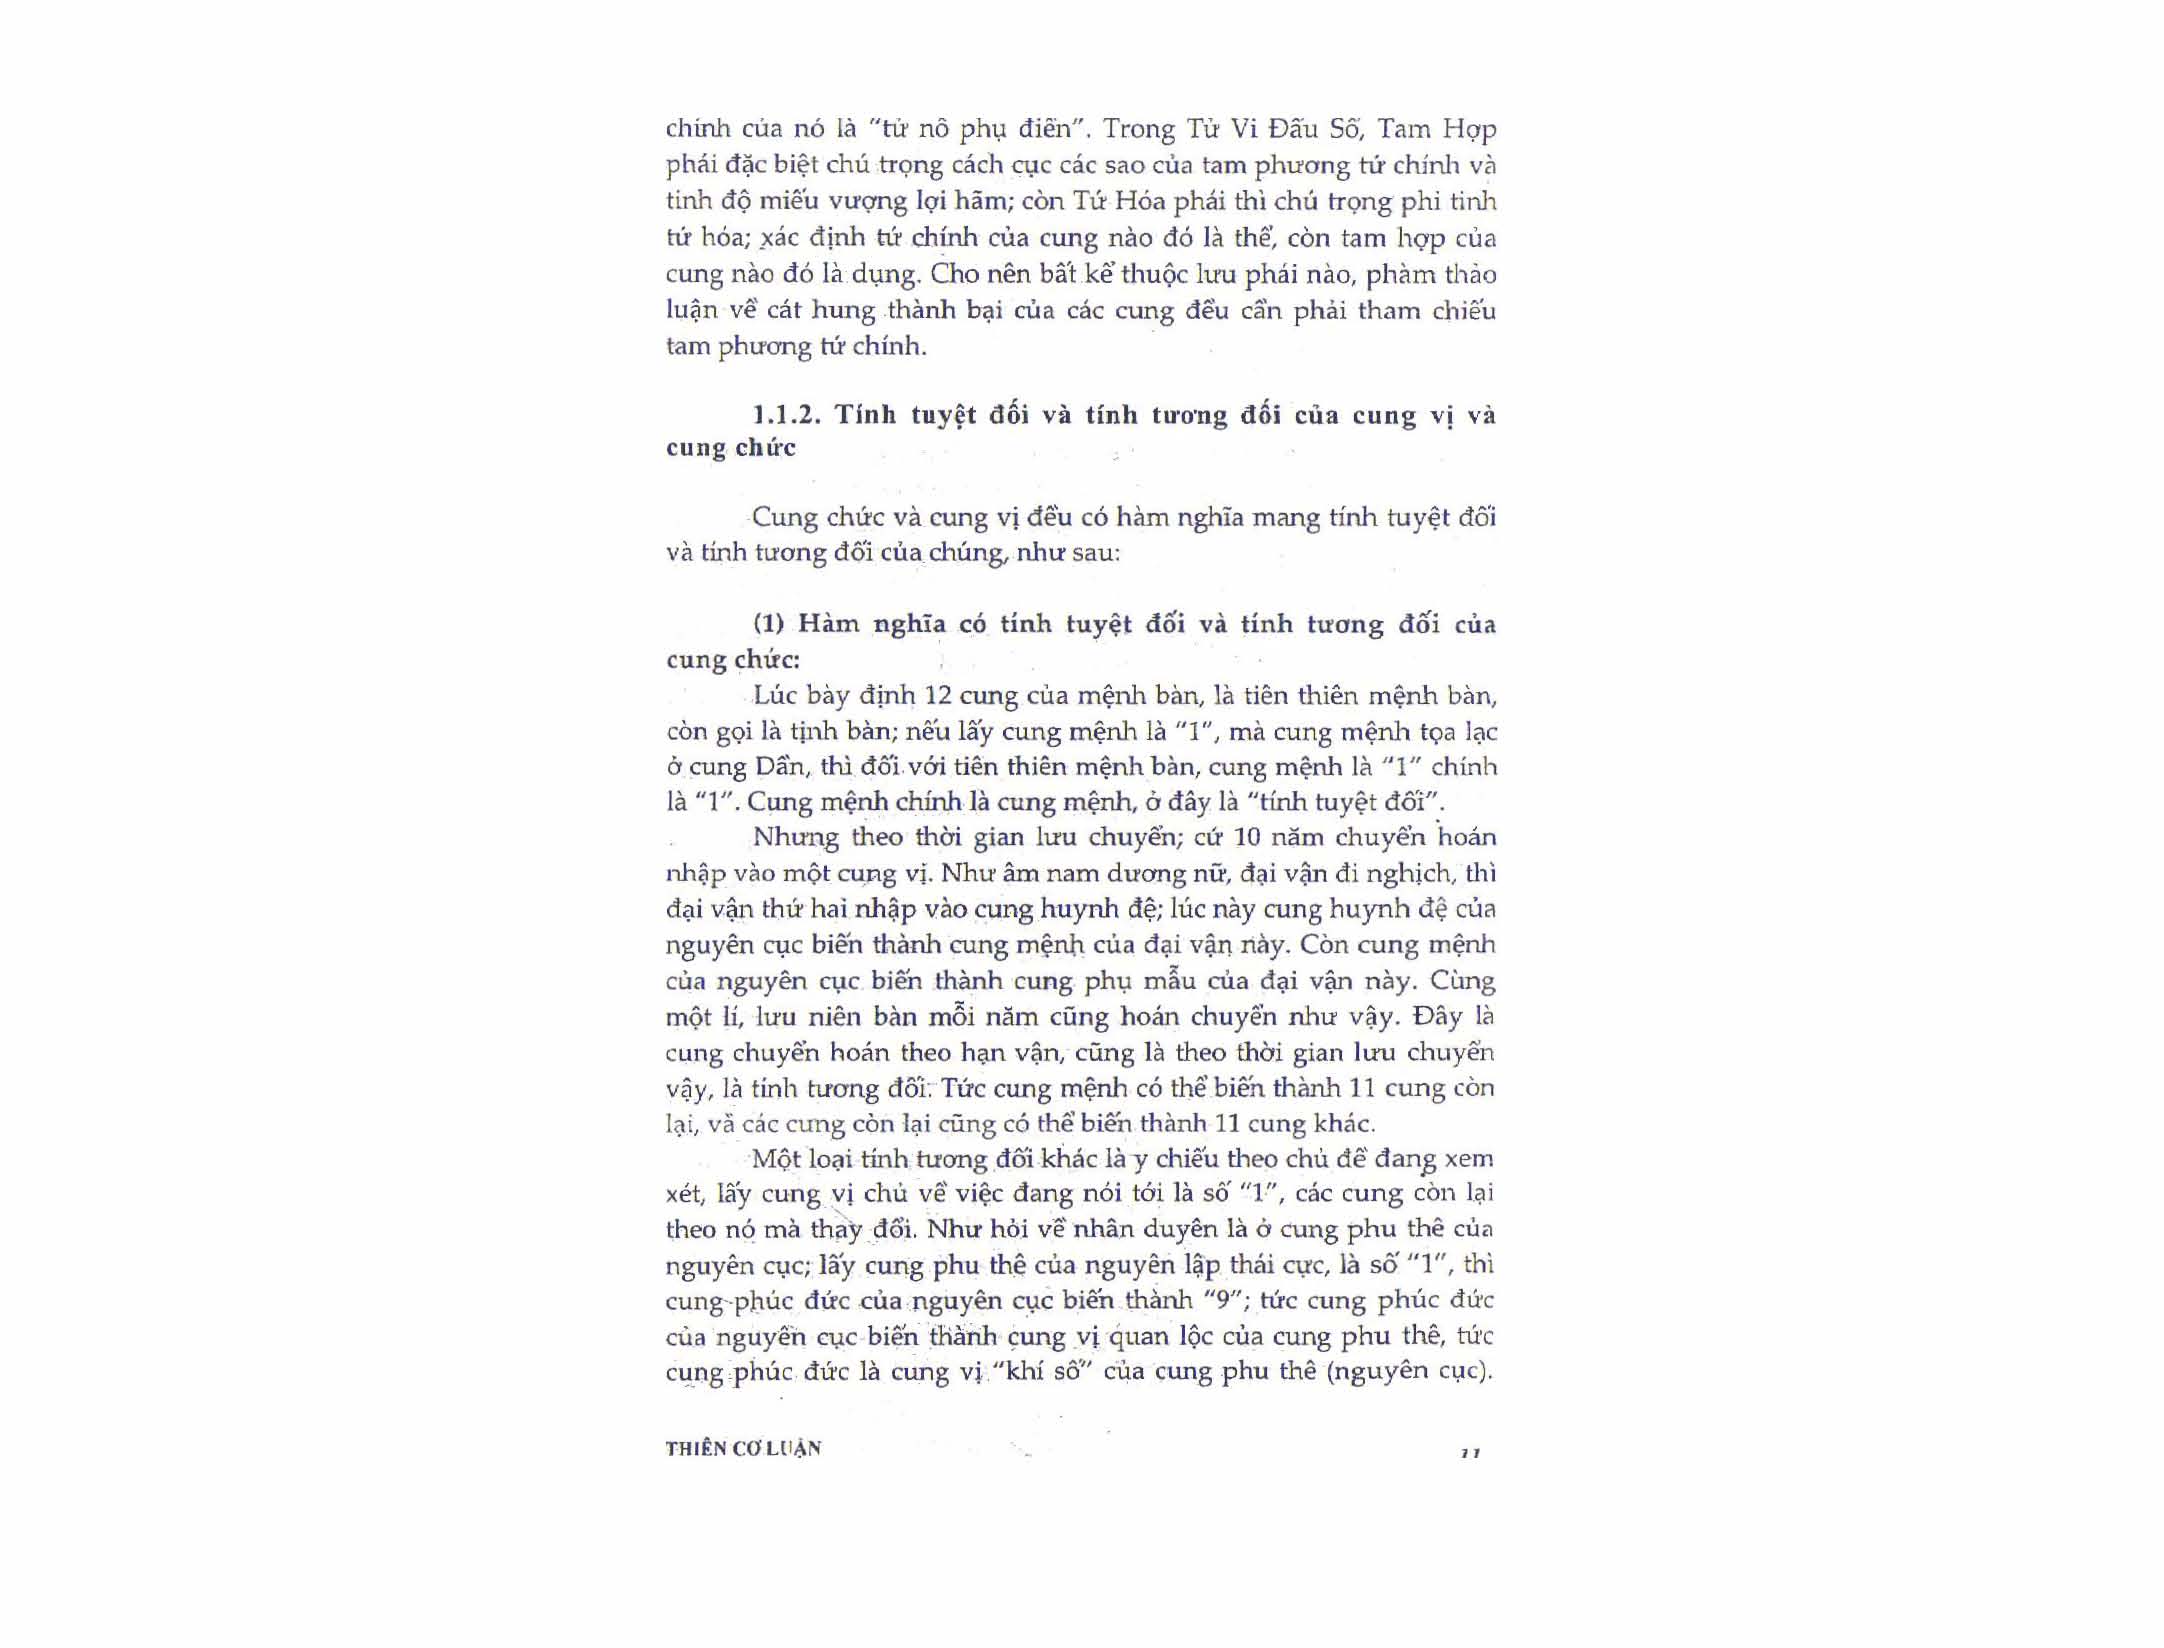 chính của nó là "tử nô phụ điền". Trong Tử Vi Đẩu Số, Tam Hợp
phái đặc biệt chú trọng cách cục các sao của tam phương tứ chính và
tinh độ miếu vượng lợi hãm; còn Tứ Hóa phái thì chú trọng phi tinh
tứ hóa; xác định tứ chính của cung nào đó là thể, còn tam hợp của
cung nào đó là dụng. Cho nên bất kể thuộc lưu phái nào, phàm thảo
luận về cát hung thành bại của các cung đều cần phải tham chiếu
tam phương tứ chính.
1.1.2. Tính tuyệt đối và tính tương đối của cung vị và
cung chức
Cung chức và cung vị đều có hàm nghĩa mang tính tuyệt đối
và tính tương đối của chúng, như sau:
(1) Hàm nghĩa có tính tuyệt đối và tính tương đối của
cung chức:
Lúc bày định 12 cung của mệnh bàn, là tiên thiên mệnh bàn,
còn gọi là tịnh bàn; nếu lấy cung mệnh là "1", mà cung mệnh tọa lạc
ở cung Dần, thì đối với tiên thiên mệnh bàn, cung mệnh là "1" chính
là "1". Cung mệnh chính là cung mệnh, ở đây là "tính tuyệt đối".
Nhưng theo thời gian lưu chuyển; cứ 10 năm chuyển hoán
nhập vào một cung vị. Như âm nam dương nữ, đại vận đi nghịch, thì
đại vận thứ hai nhập vào cung huynh đệ; lúc này cung huynh đệ của
nguyên cục biến thành cung mệnh của đại vận này. Còn cung mệnh
của nguyên cục biến thành cung phụ mẫu của đại vận này. Cùng
một lí, lưu niên bàn mỗi năm cũng hoán chuyển như vậy. Đây là
cung chuyển hoán theo hạn vận, cũng là theo thời gian lưu chuyển
vậy, là tính tương đối. Tức cung mệnh có thể biến thành 11 cung còn
lại, và các cung còn lại cũng có thể biến thành 11 cung khác.
Một loại tính tương đối khác là y chiếu theo chủ đề đang xem
xét, lấy cung vị chủ về việc đang nói tới là số "1", các cung còn lại
theo nó mà thay đổi. Như hỏi về nhân duyên là ở cung phu thê của
nguyên cục; lấy cung phu thê của nguyên lập thái cực, là số "1", thì
cung phúc đức của nguyên cục biến thành "9"; tức cung phúc đức
của nguyên cục biến thành cung vị quan lộc của cung phu thê, tức
cung phúc đức là cung vị "khí số" của cung phu thê (nguyên cục).
THIÊN CƠ LUẬN 11